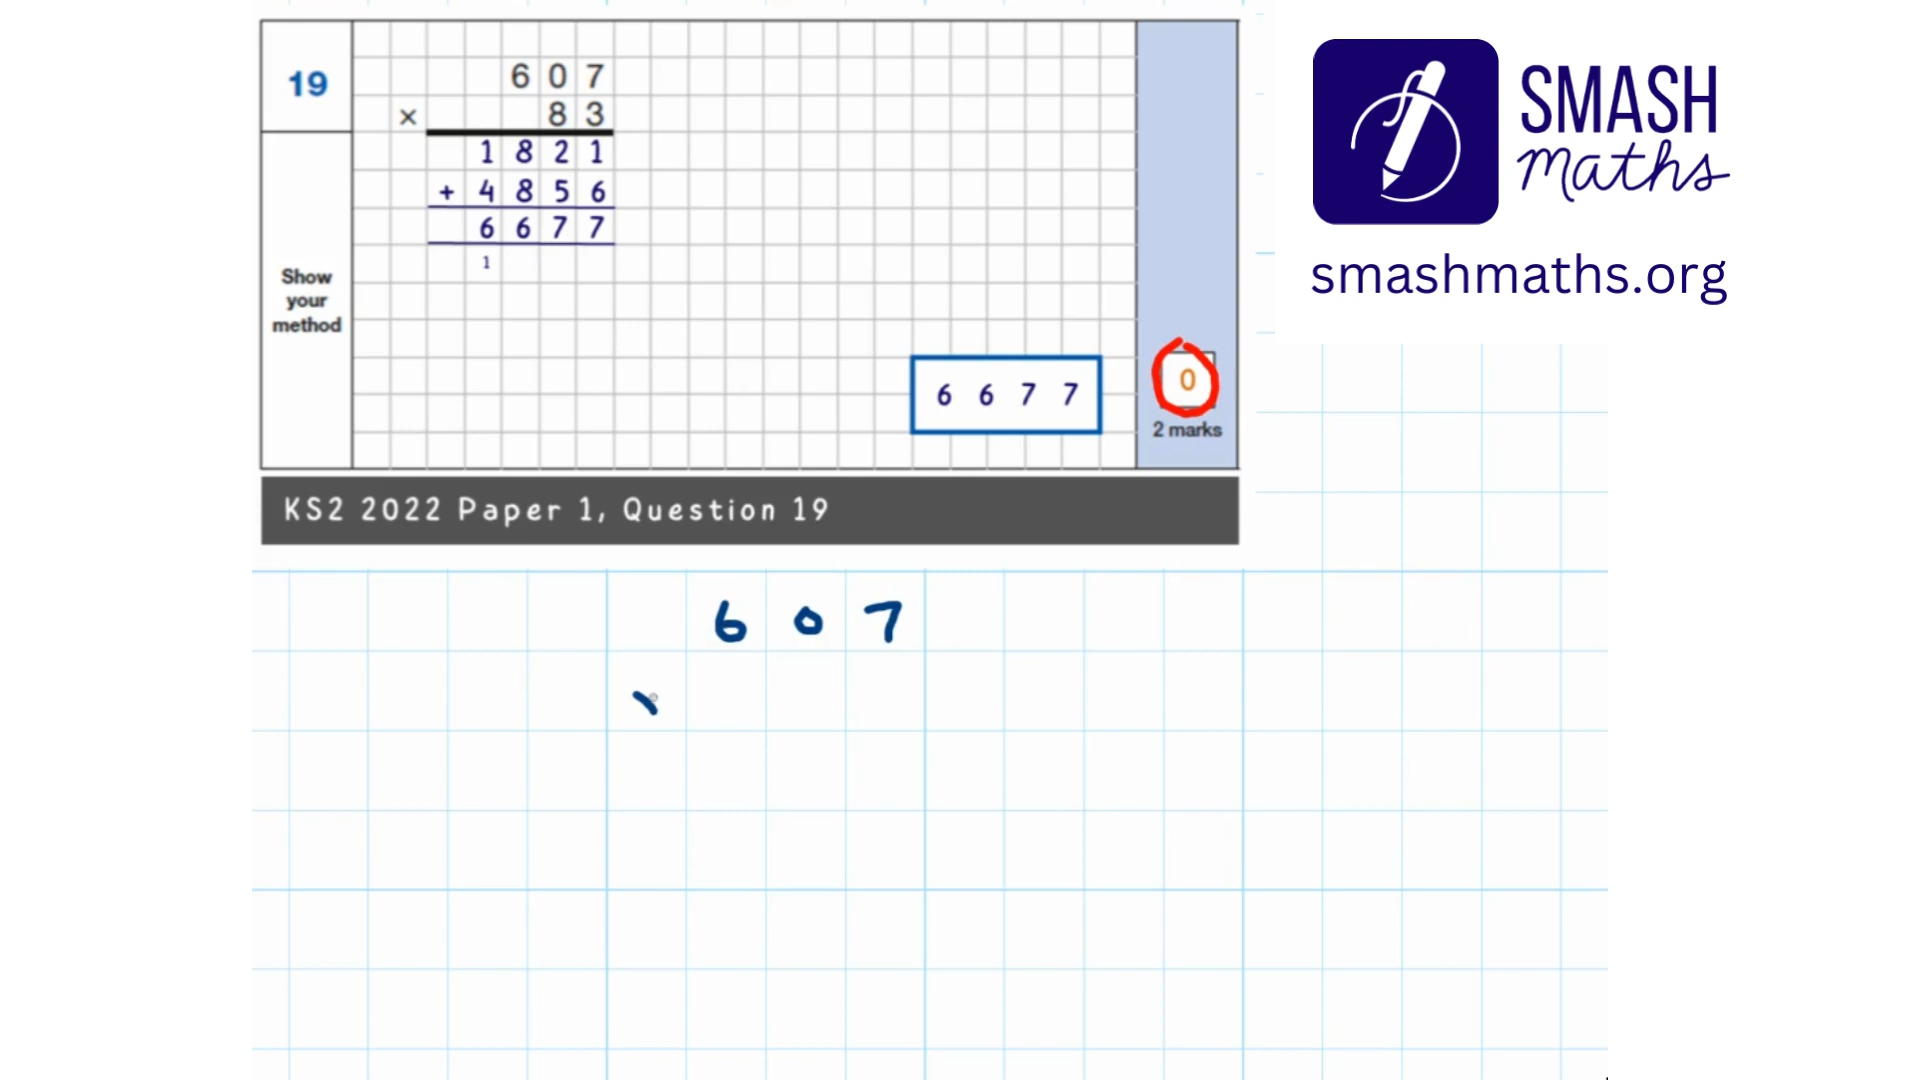 19
6 0 7
× 8 3
1 8 2 1
+ 4 8 5 6
6 6 7 7
1
Show
your
method
6 6 7 7
0
2 marks
KS2 2022 Paper 1, Question 19
SMASH
maths
smashmaths.org
6 0 7